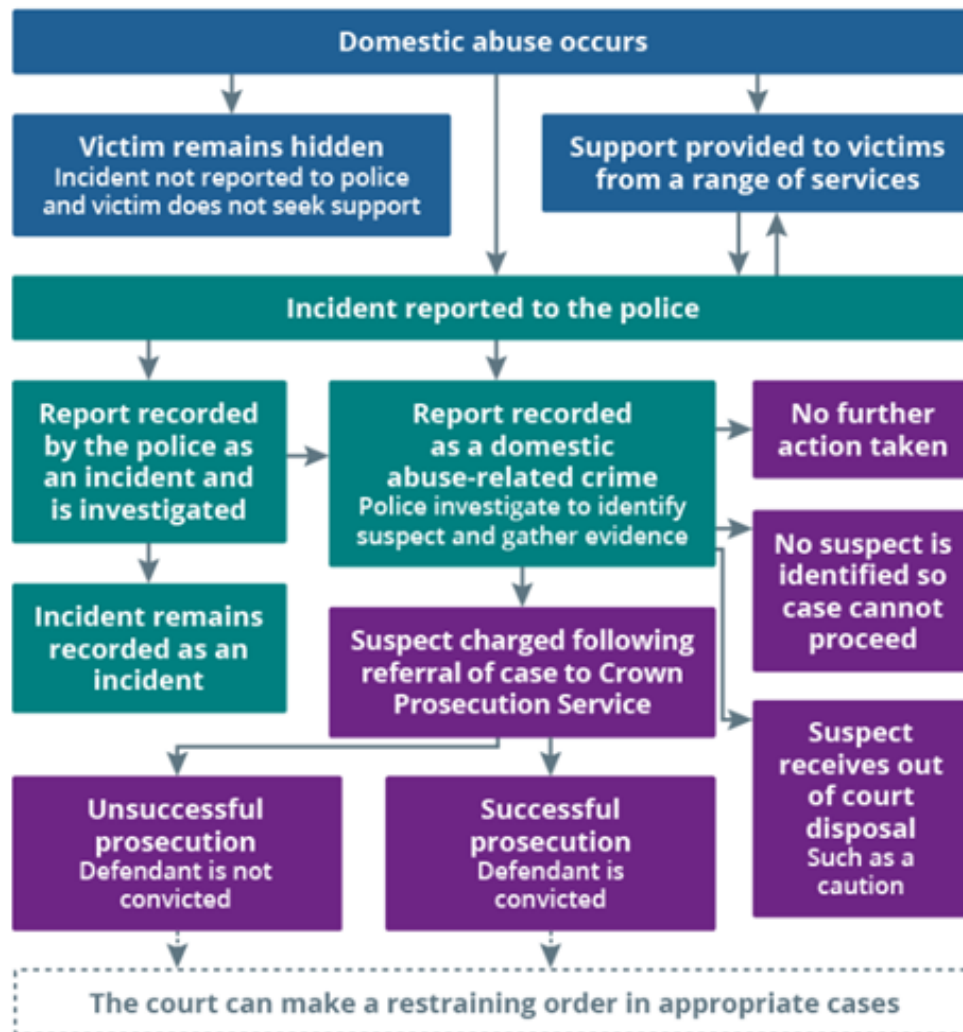 Domestic abuse occurs
Victim remains hidden
Incident not reported to police
and victim does not seek support
Support provided to victims
from a range of services
Incident reported to the police
Report recorded
by the police as
an incident and
is investigated
Report recorded
as a domestic
abuse-related crime
Police investigate to identify
suspect and gather evidence
No further
action taken
No suspect is
identified so
case cannot
proceed
Incident remains
recorded as an
incident
Suspect charged following
referral of case to Crown
Prosecution Service
Suspect
receives out
of court
disposal
Such as a
caution
Unsuccessful
prosecution
Defendant is not
convicted
Successful
prosecution
Defendant is
convicted
The court can make a restraining order in appropriate cases